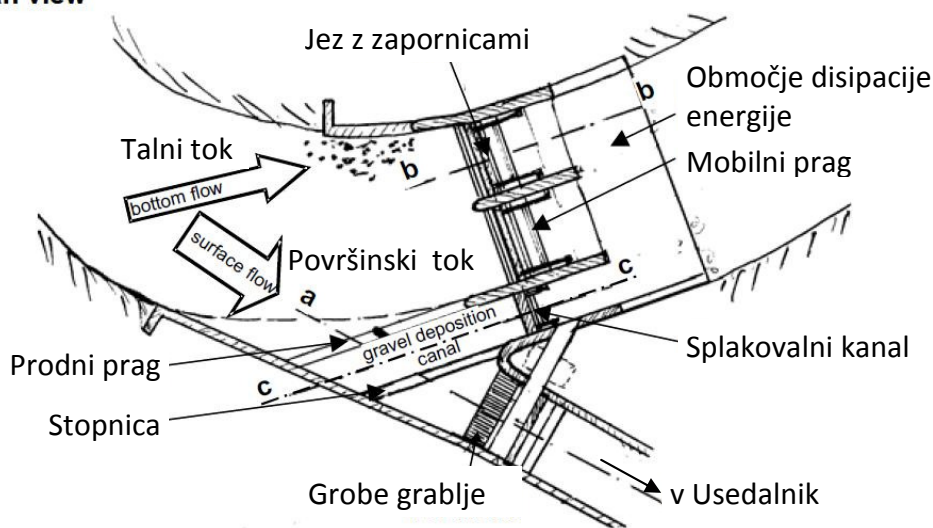 Jez z zapornicami
Območje disipacije
energije
b
Talni tok
b
Mobilni prag
bottom flow
surface flow
Površinski tok
c
a
gravel deposition
canal
Splakovalni kanal
Prodni prag
c
Stopnica
Grobe grablje
v Usedalnik